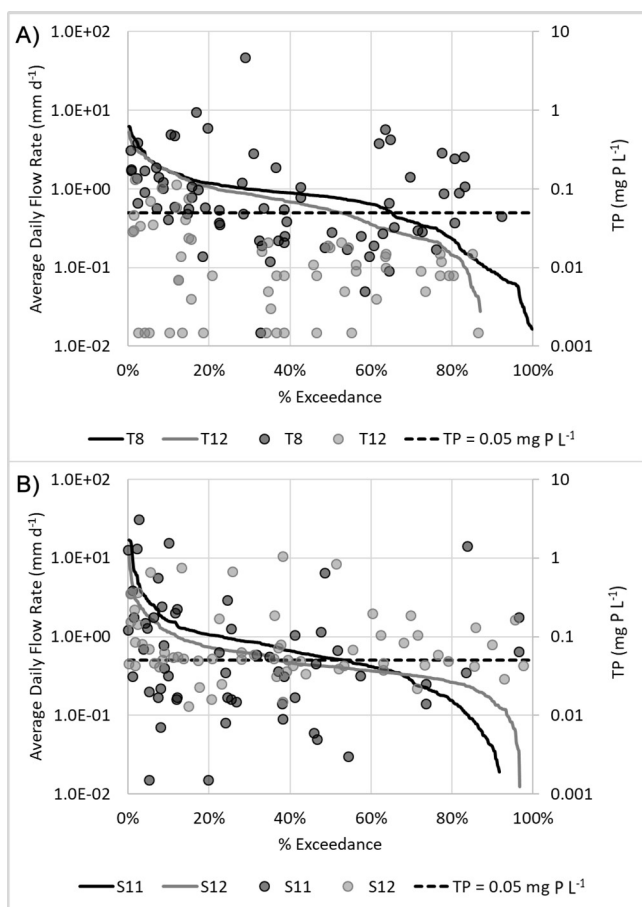 A)
1.0E+02
1.0E+01
1.0E+00
1.0E-01
1.0E-02
Average Daily Flow Rate (mm d⁻¹)
10
1
0.1
0.01
0.001
TP (mg P L⁻¹)
0% 20% 40% 60% 80% 100%
% Exceedance
T8 T12 T8 T12 TP = 0.05 mg P L⁻¹
B)
1.0E+02
1.0E+01
1.0E+00
1.0E-01
1.0E-02
Average Daily Flow Rate (mm d⁻¹)
10
1
0.1
0.01
0.001
TP (mg P L⁻¹)
0% 20% 40% 60% 80% 100%
% Exceedance
S11 S12 S11 S12 TP = 0.05 mg P L⁻¹